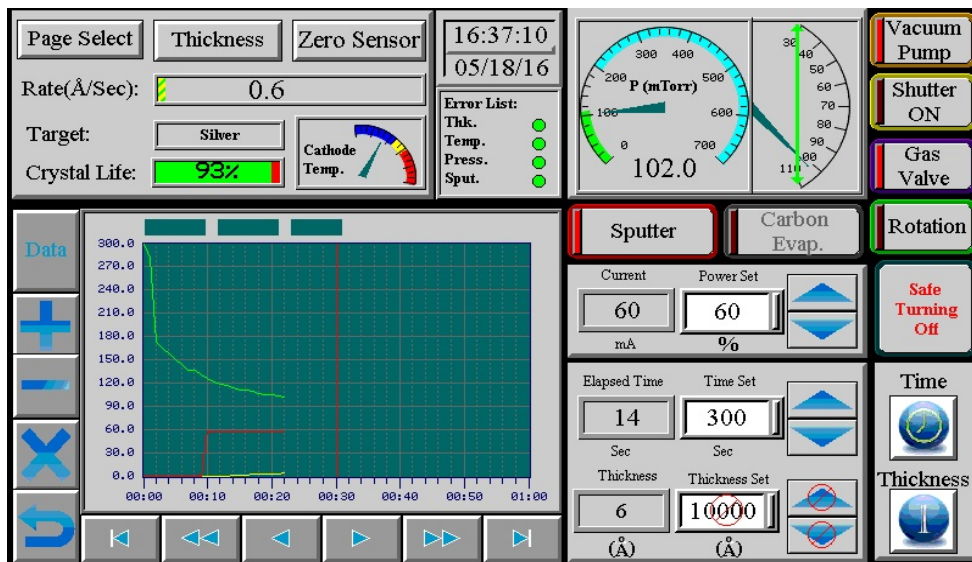 Page Select
Thickness
Zero Sensor
16:37:10
05/18/16
Rate(Å/Sec):
0.6
Target:
Silver
Crystal Life:
93%
Cathode
Temp.
Error List:
Thk.
Temp.
Press.
Sput.
P (mTorr)
0
100
200
300
400
500
600
700
102.0
30
40
50
60
70
80
90
110
Vacuum
Pump
Shutter
ON
Gas
Valve
Rotation
Safe
Turning
Off
Time
Thickness
Data
300.0
270.0
240.0
210.0
180.0
150.0
120.0
90.0
60.0
30.0
0.0
00:00
00:10
00:20
00:30
00:40
00:50
01:00
Sputter
Carbon
Evap.
Current
Power Set
60
60
mA
%
Elapsed Time
Time Set
14
300
Sec
Sec
Thickness
Thickness Set
6
10000
(Å)
(Å)